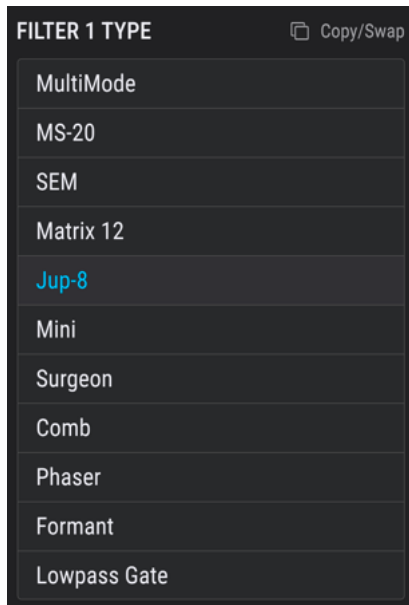 FILTER 1 TYPE Copy/Swap
MultiMode
MS-20
SEM
Matrix 12
Jup-8
Mini
Surgeon
Comb
Phaser
Formant
Lowpass Gate